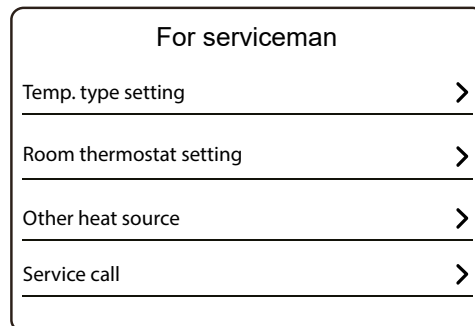 For serviceman
Temp. type setting
Room thermostat setting
Other heat source
Service call